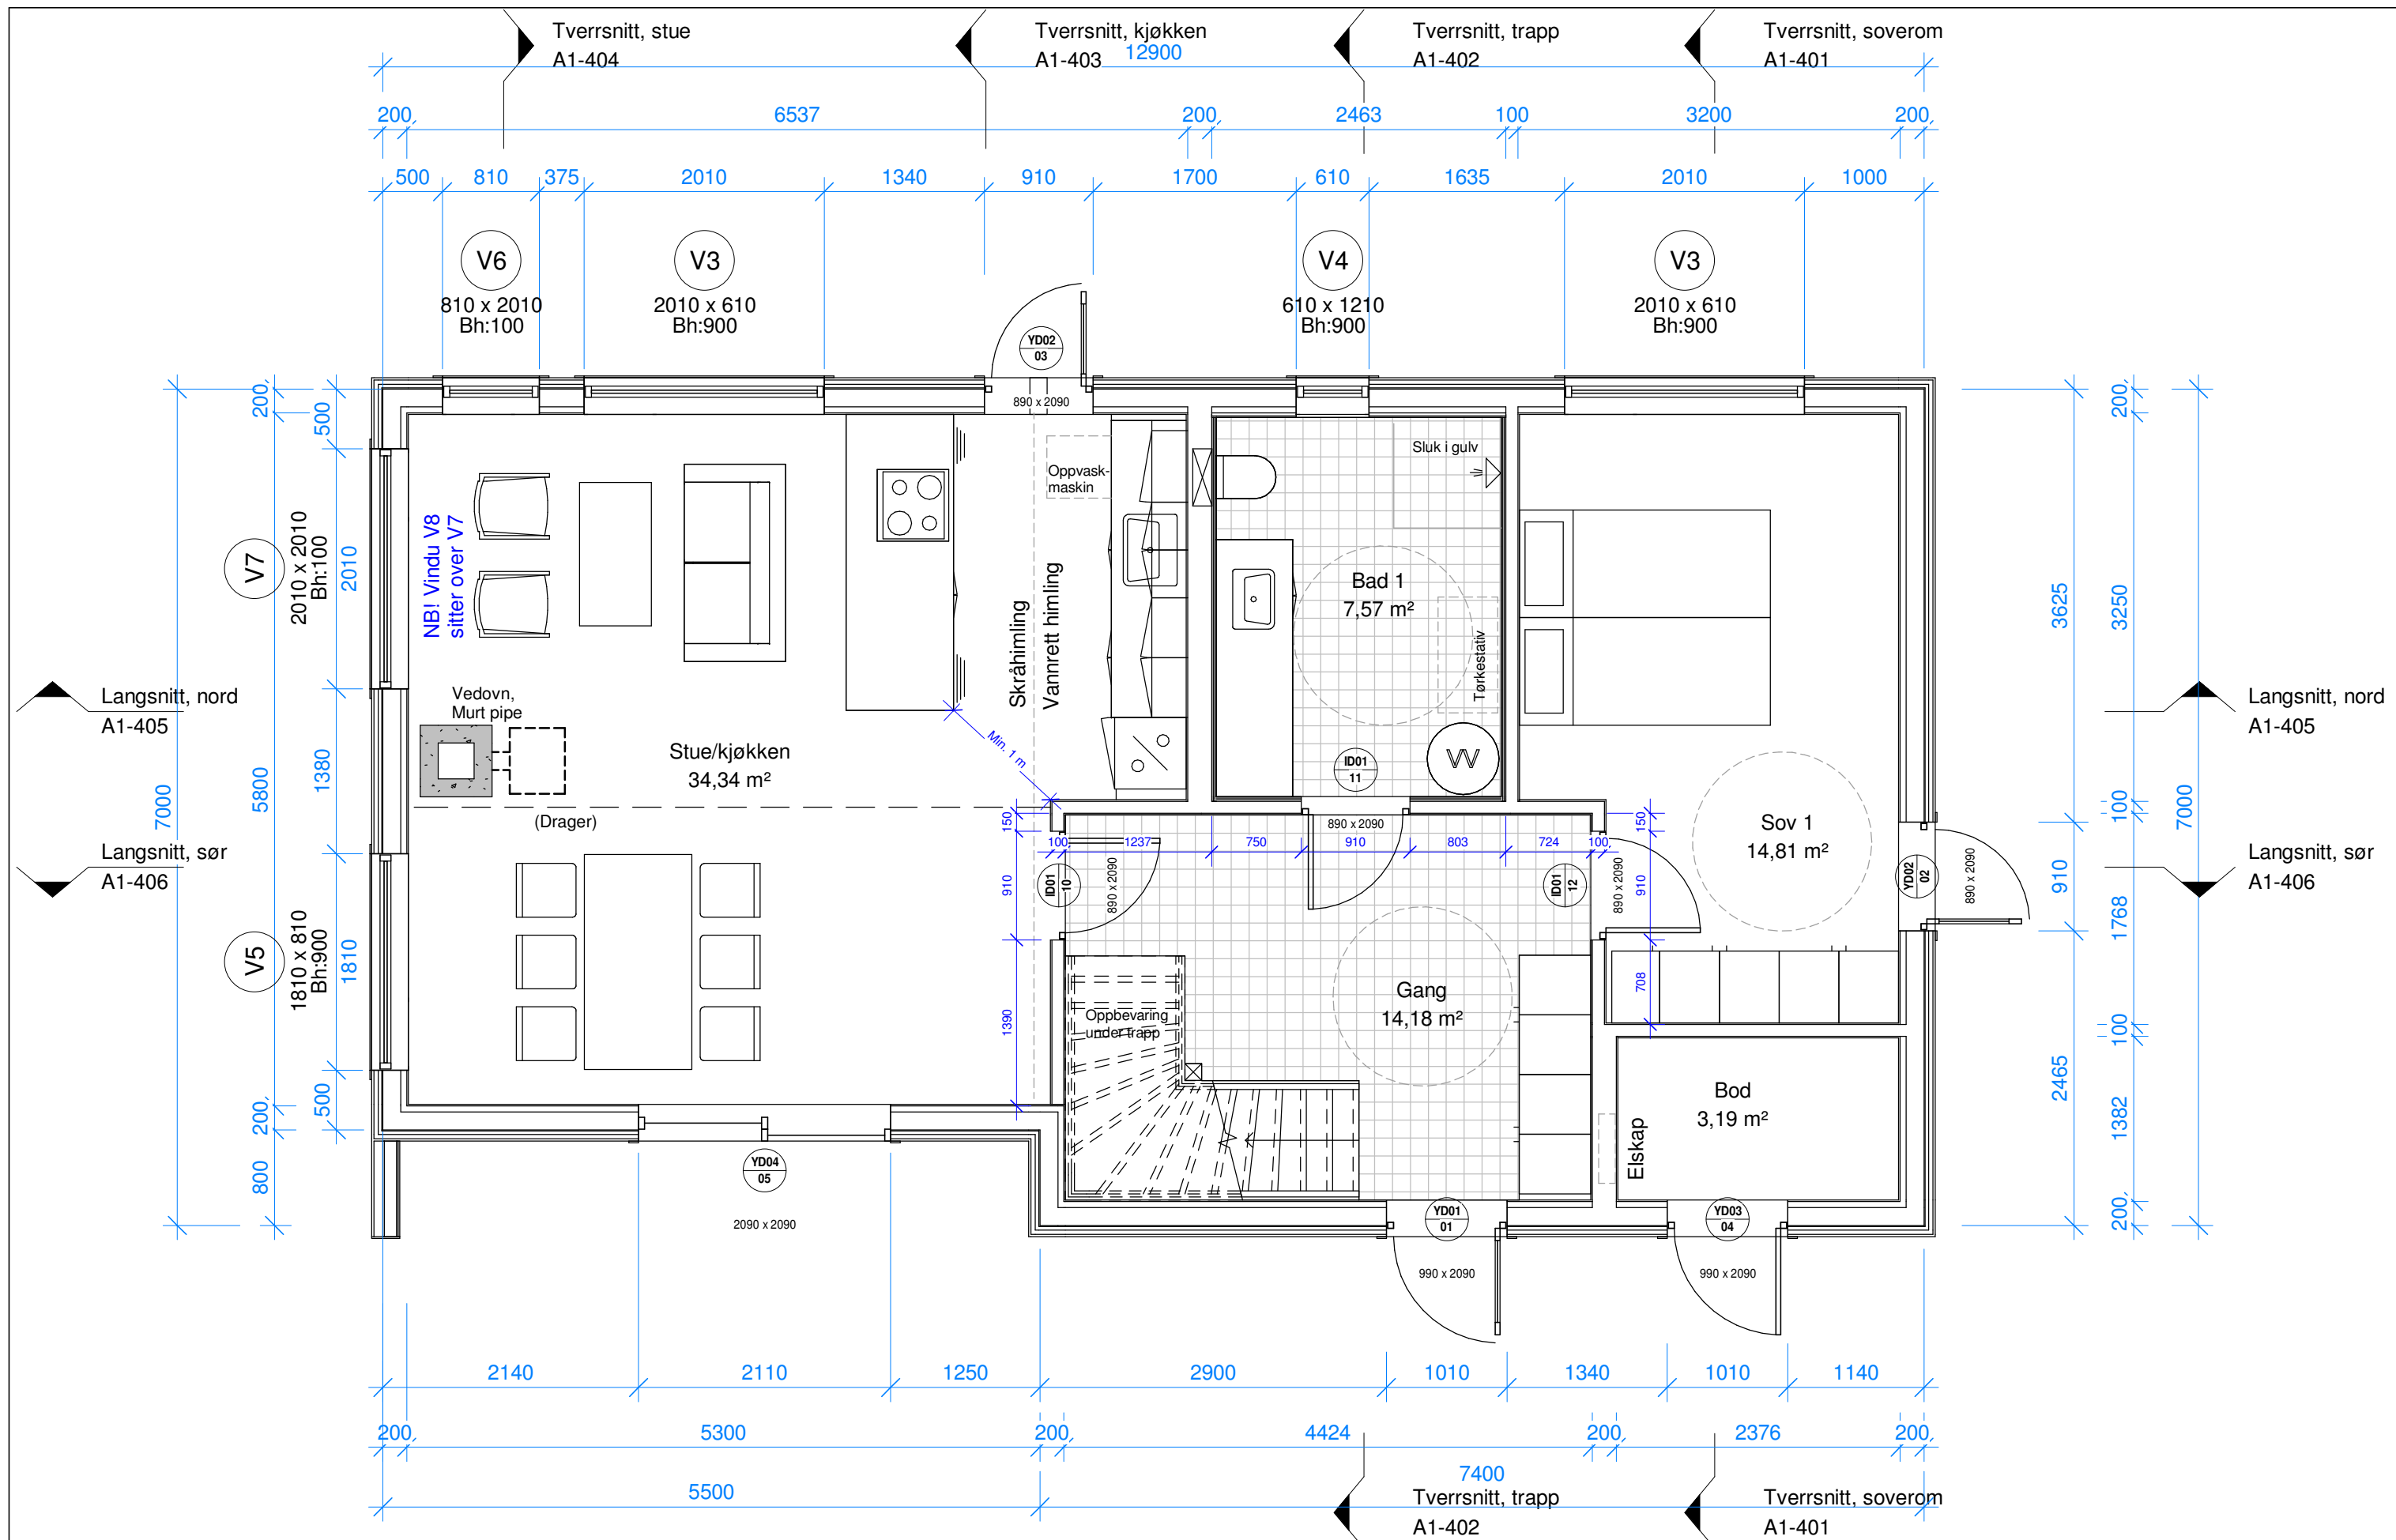 Tverrsnitt, stue
A1-404
Tverrsnitt, kjøkken
A1-403
Tverrsnitt, trapp
A1-402
Tverrsnitt, soverom
A1-401
12900
200, 6537 200, 2463 100 3200 200,
500 810 375 2010 1340 910 1700 610 1635 2010 1000
V6
810 x 2010
Bh:100
V3
2010 x 610
Bh:900
V4
610 x 1210
Bh:900
V3
2010 x 610
Bh:900
YD02
03
890 x 2090
V7
2010 x 2010
Bh:100
V5
1810 x 810
Bh:900
7000
200, 5800 200, 800
500 2010 1380 1810 500
Langsnitt, nord
A1-405
Langsnitt, sør
A1-406
NB! Vindu V8
sitter over V7
Vedovn,
Murt pipe
Stue/kjøkken
34,34 m²
(Drager)
Skråhimling
Vannrett himling
Oppvask-
maskin
Min. 1 m
Sluk i gulv
Bad 1
7,57 m²
Tørkestativ
VV
ID01
11
890 x 2090
150 910 1390
100, 1237 750 910 803 724 100,
ID01
10
890 x 2090
ID01
12
890 x 2090
150 910 708
Sov 1
14,81 m²
YD02
02
890 x 2090
Gang
14,18 m²
Oppbevaring
under trapp
Bod
3,19 m²
Elskap
YD04
05
2090 x 2090
YD01
01
990 x 2090
YD03
04
990 x 2090
3625 910 2465
200, 3250 100 1768 100 1382 200,
7000
Langsnitt, nord
A1-405
Langsnitt, sør
A1-406
2140 2110 1250 2900 1010 1340 1010 1140
200, 5300 200, 4424 200, 2376 200,
5500 7400
Tverrsnitt, trapp
A1-402
Tverrsnitt, soverom
A1-401